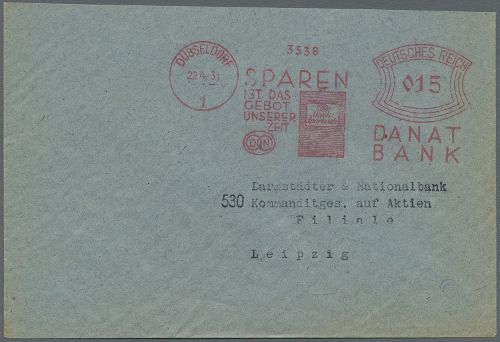 DÜSSELDORF
22.4.31
1
3538
SPAREN
IST DAS
GEBOT
UNSERER
ZEIT
DEUTSCHES REICH
015
DANAT
BANK
Darmstädter & Nationalbank
530 Kommanditges. auf Aktien
Filiale
Leipzig